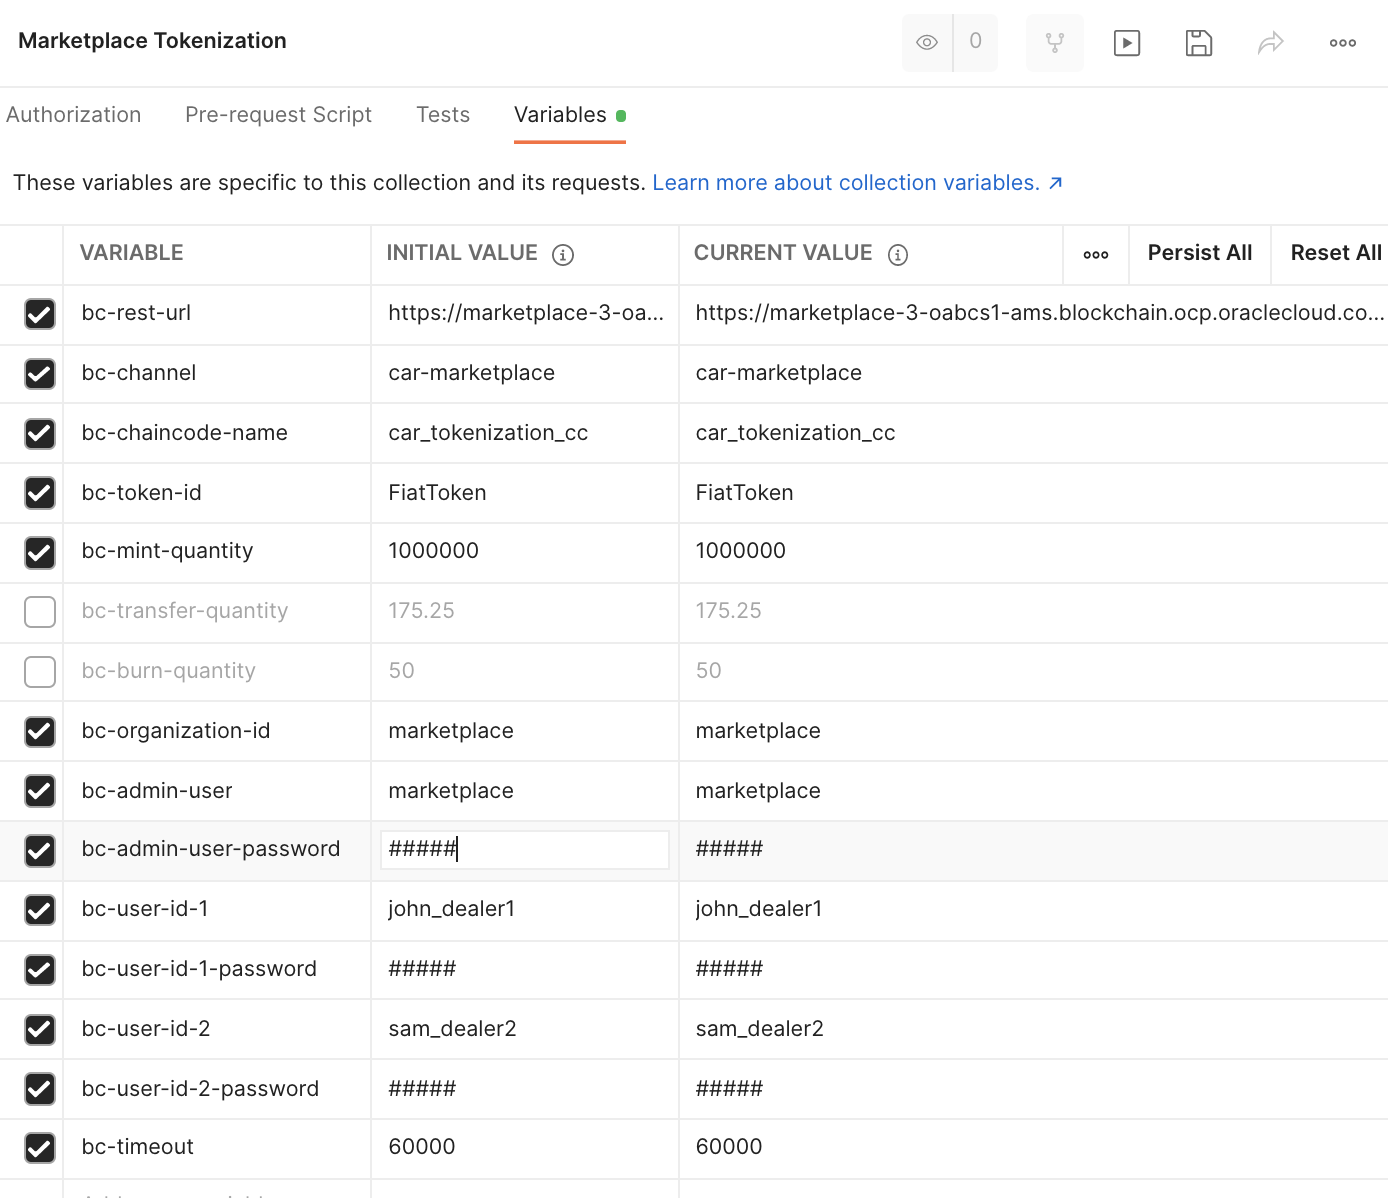 Marketplace Tokenization
0
Authorization Pre-request Script Tests Variables
These variables are specific to this collection and its requests. Learn more about collection variables. ↗
VARIABLE INITIAL VALUE CURRENT VALUE Persist All Reset All
bc-rest-url https://marketplace-3-oa... https://marketplace-3-oabcs1-ams.blockchain.ocp.oraclecloud.co...
bc-channel car-marketplace car-marketplace
bc-chaincode-name car_tokenization_cc car_tokenization_cc
bc-token-id FiatToken FiatToken
bc-mint-quantity 1000000 1000000
bc-transfer-quantity 175.25 175.25
bc-burn-quantity 50 50
bc-organization-id marketplace marketplace
bc-admin-user marketplace marketplace
bc-admin-user-password ##### #####
bc-user-id-1 john_dealer1 john_dealer1
bc-user-id-1-password ##### #####
bc-user-id-2 sam_dealer2 sam_dealer2
bc-user-id-2-password ##### #####
bc-timeout 60000 60000